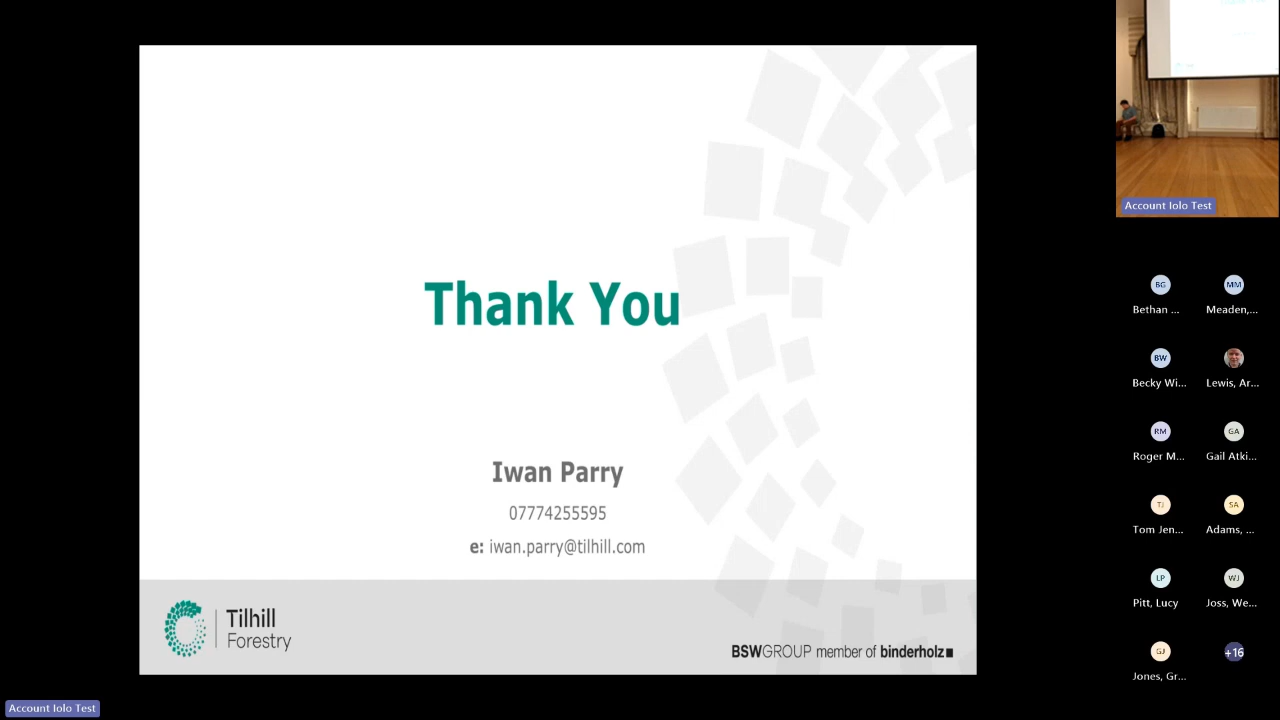 Thank You
Iwan Parry
07774255595
e: iwan.parry@tilhill.com
Tilhill
Forestry
BSWGROUP member of binderholz
Account Iolo Test
Account Iolo Test
BG
Bethan ...
MM
Meaden,...
BW
Becky Wi...
Lewis, Ar...
RM
Roger M...
GA
Gail Atki...
TJ
Tom Jen...
SA
Adams, ...
LP
Pitt, Lucy
WJ
Joss, We...
GJ
Jones, Gr...
+16